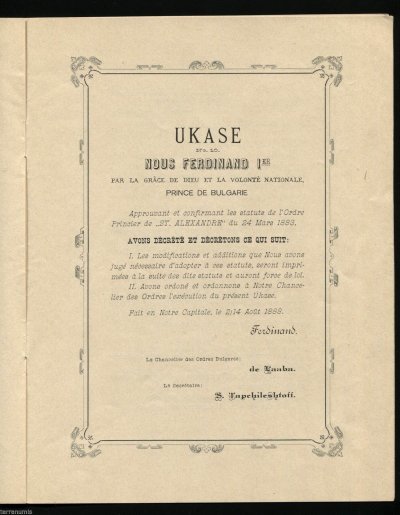 UKASE
No. 10.
NOUS FERDINAND IER
PAR LA GRÂCE DE DIEU ET LA VOLONTÉ NATIONALE,
PRINCE DE BULGARIE
Approuvant et confirmant les statuts de l'Ordre
Princier de „ST. ALEXANDRE" du 24 Mars 1883,
AVONS DÉCRÉTÉ ET DÉCRÉTONS CE QUI SUIT:
I. Les modifications et additions que Nous avons
jugé nécessaire d'adopter à ces statuts, seront impri-
mées à la suite des dits statuts et auront force de loi.
II. Avons ordoné et ordonnons à Notre Chance-
lier des Ordres l'exécution du présent Ukase.
Fait en Notre Capitale, le 2/14 Août 1888.
Ferdinand.
Le Chancelier des Ordres Bulgares:
de Laaba.
Le Secrétaire:
S. Tapchileshtoff.
terranumis